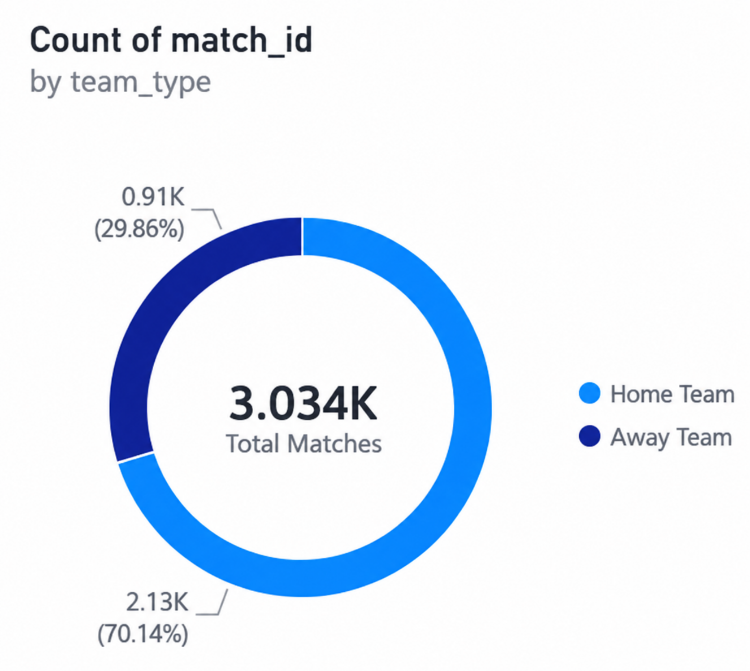 Count of match_id
by team_type
0.91K
(29.86%)
3.034K
Total Matches
Home Team
Away Team
2.13K
(70.14%)